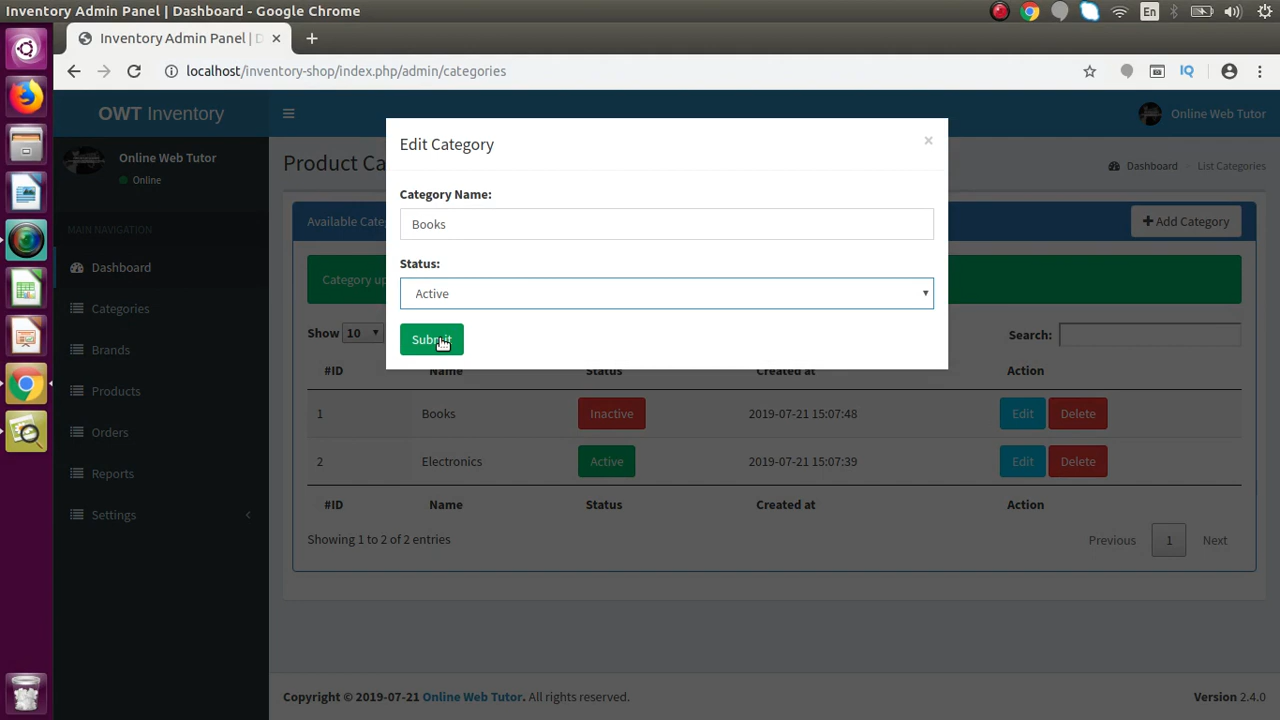 Inventory Admin Panel | Dashboard - Google Chrome
En
Inventory Admin Panel | D
localhost/inventory-shop/index.php/admin/categories
IQ
OWT Inventory
Online Web Tutor
Online Web Tutor
Online
MAIN NAVIGATION
Dashboard
Categories
Brands
Products
Orders
Reports
Settings
Product Ca
Dashboard
List Categories
Available Cate
Add Category
Category up
Edit Category
×
Category Name:
Books
Status:
Active
Submit
Show 10
Search:
#ID Name Status Created at Action
1 Books Inactive 2019-07-21 15:07:48 Edit Delete
2 Electronics Active 2019-07-21 15:07:39 Edit Delete
#ID Name Status Created at Action
Showing 1 to 2 of 2 entries
Previous 1 Next
Copyright © 2019-07-21 Online Web Tutor. All rights reserved.
Version 2.4.0